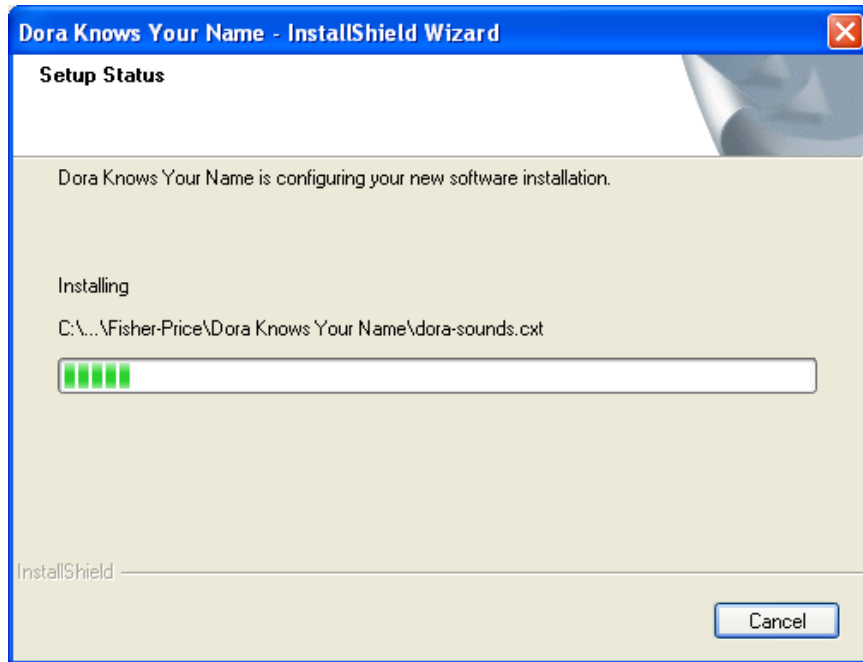 Dora Knows Your Name - InstallShield Wizard
Setup Status
Dora Knows Your Name is configuring your new software installation.
Installing
C:\...\Fisher-Price\Dora Knows Your Name\dora-sounds.cxt
InstallShield
Cancel